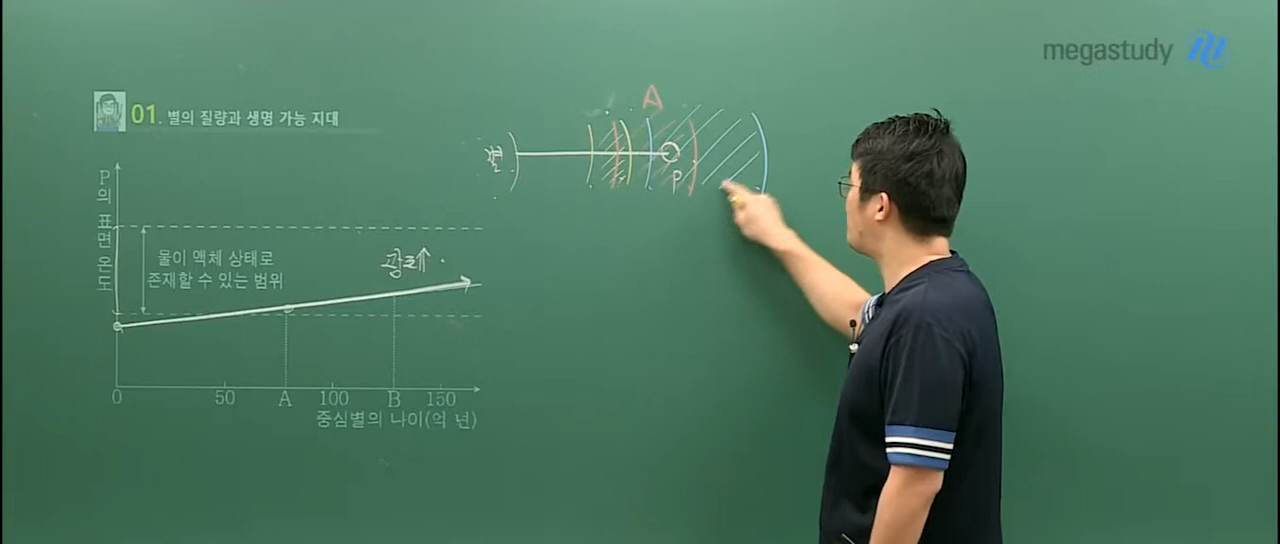 megastudy
01. 별의 질량과 생명 가능 지대
A
별
P
P의 표면 온도
물이 액체 상태로
존재할 수 있는 범위
광도↑
0 50 A 100 B 150
중심별의 나이(억 년)